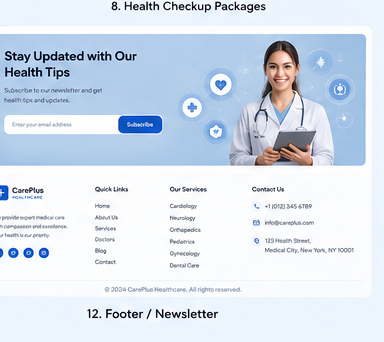 8. Health Checkup Packages
Stay Updated with Our
Health Tips
Subscribe to our newsletter and get
health tips and updates.
Enter your email address
Subscribe
CarePlus
HEALTHCARE
provide expert medical care
compassion and excellence.
health is our priority.
Quick Links
Home
About Us
Services
Doctors
Blog
Contact
Our Services
Cardiology
Neurology
Orthopedics
Pediatrics
Gynecology
Dental Care
Contact Us
+1 (012) 345 6789
info@careplus.com
123 Health Street,
Medical City, New York, NY 10001
© 2024 CarePlus Healthcare. All rights reserved.
12. Footer / Newsletter